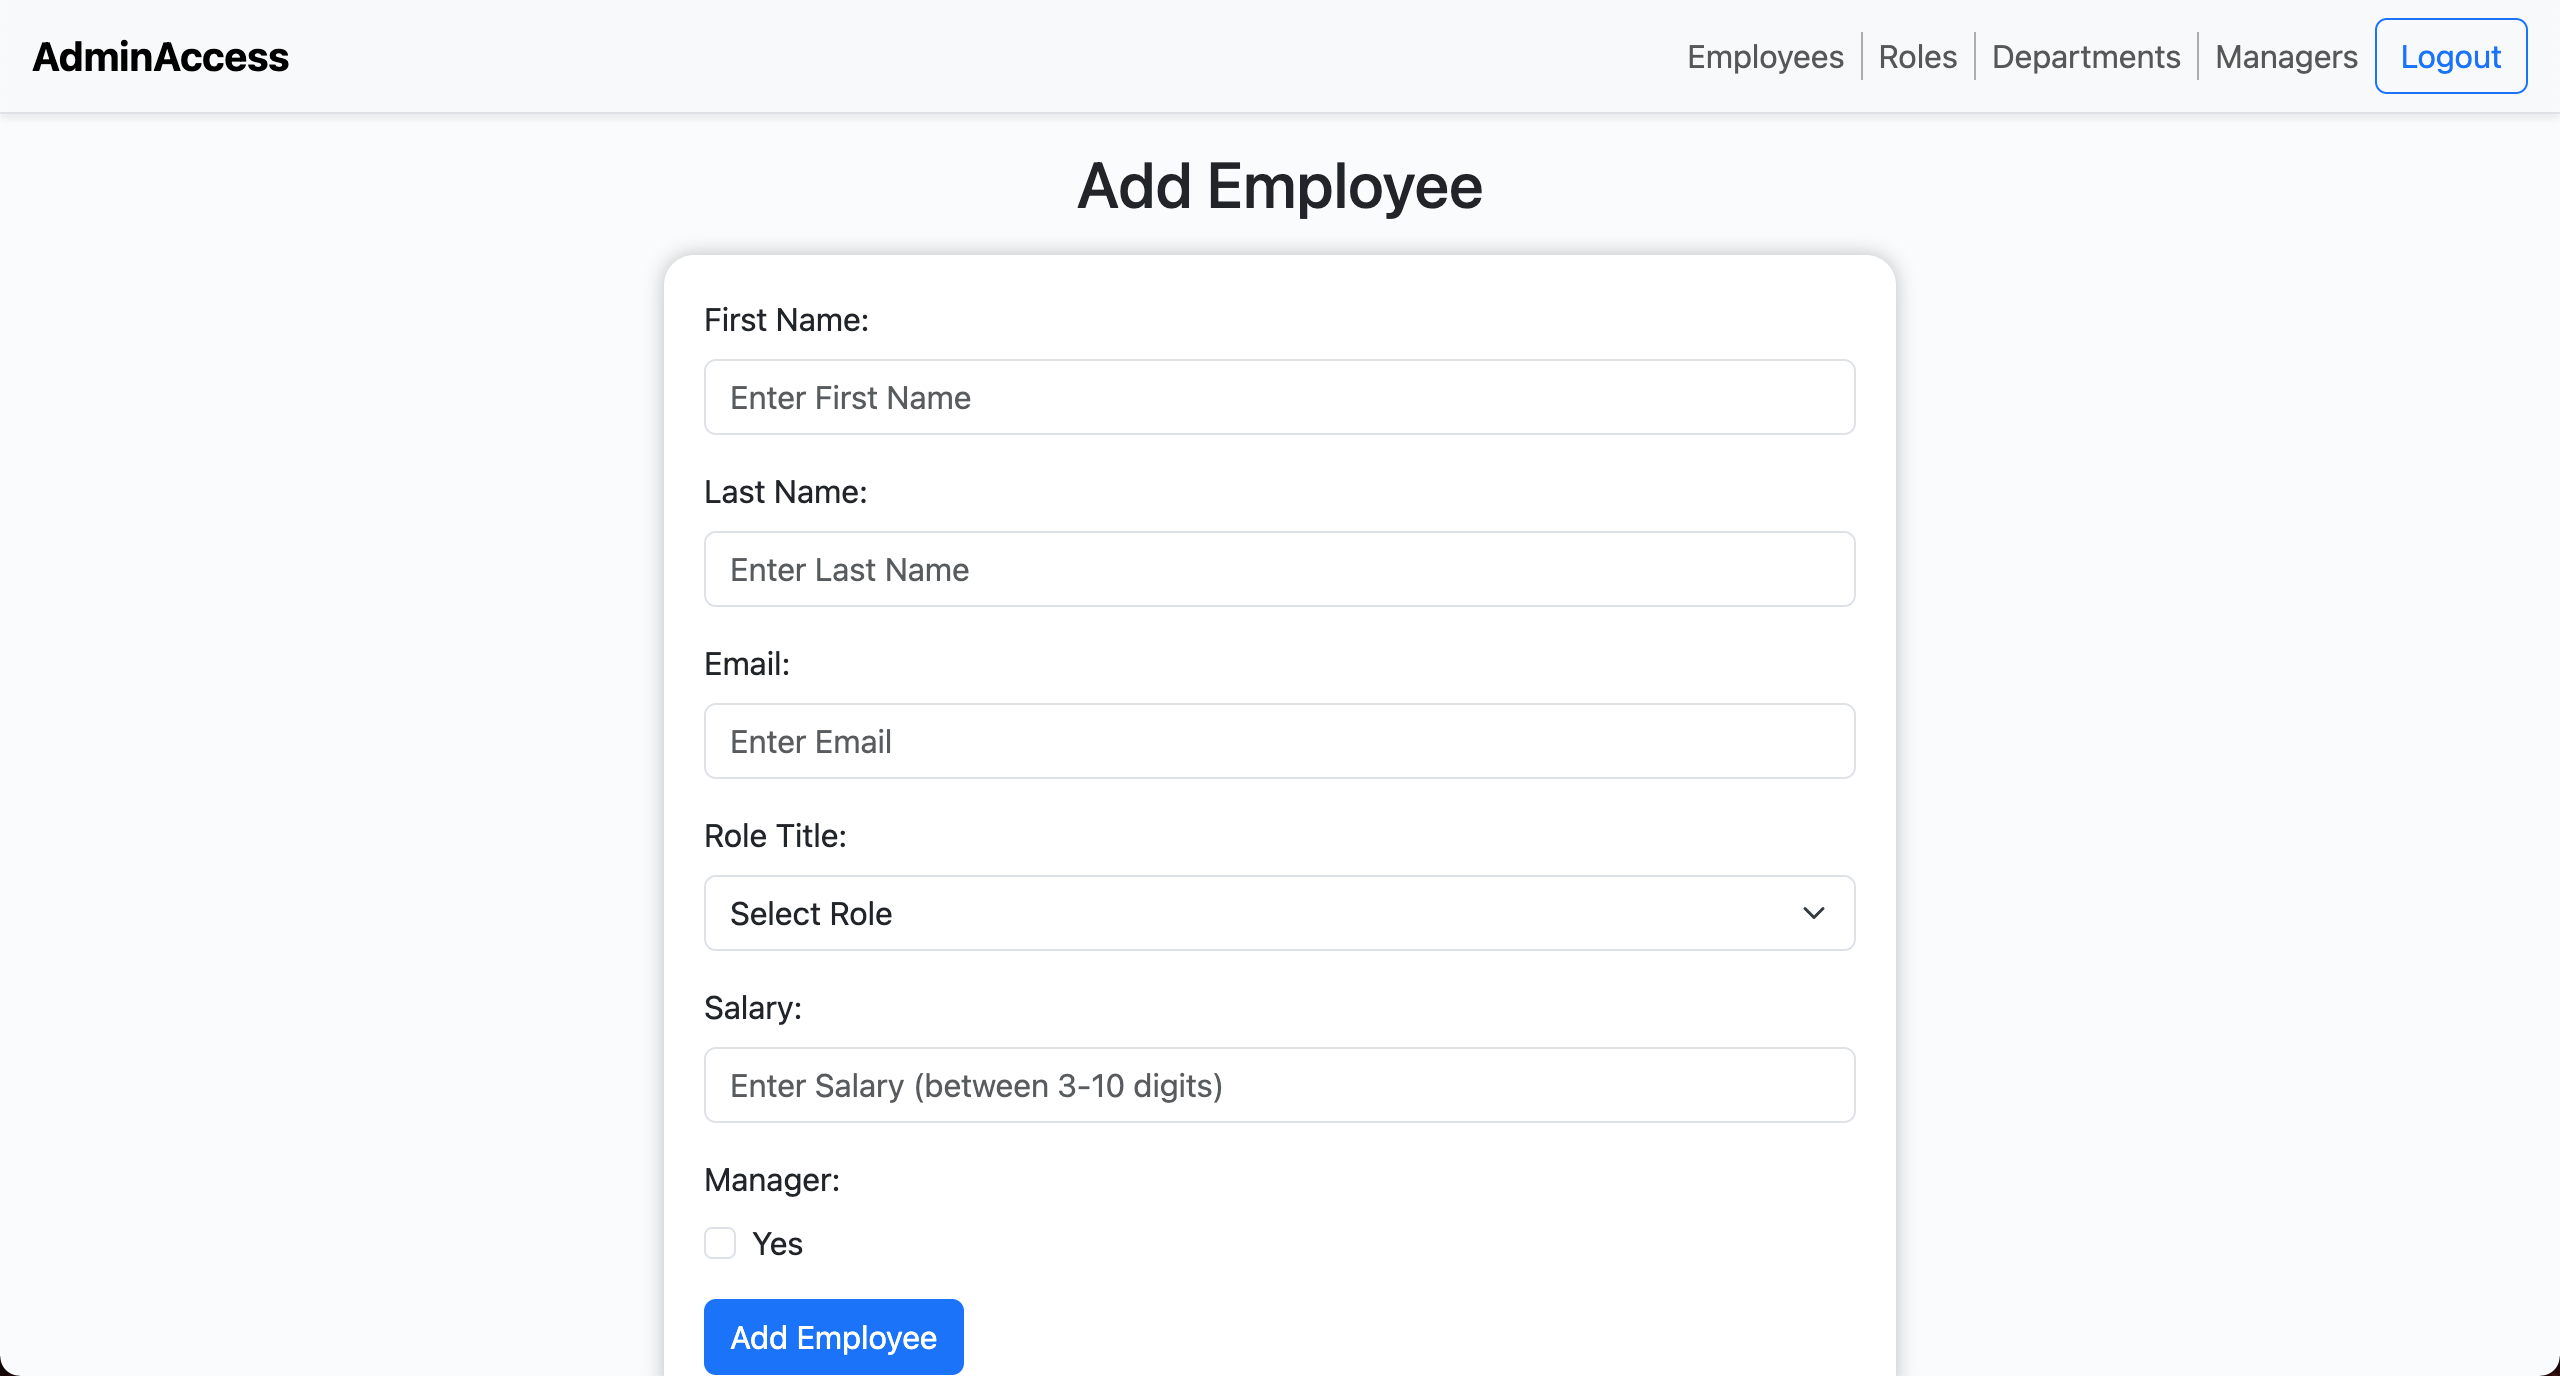 AdminAccess
Employees Roles Departments Managers Logout
Add Employee
First Name:
Enter First Name
Last Name:
Enter Last Name
Email:
Enter Email
Role Title:
Select Role
Salary:
Enter Salary (between 3-10 digits)
Manager:
Yes
Add Employee